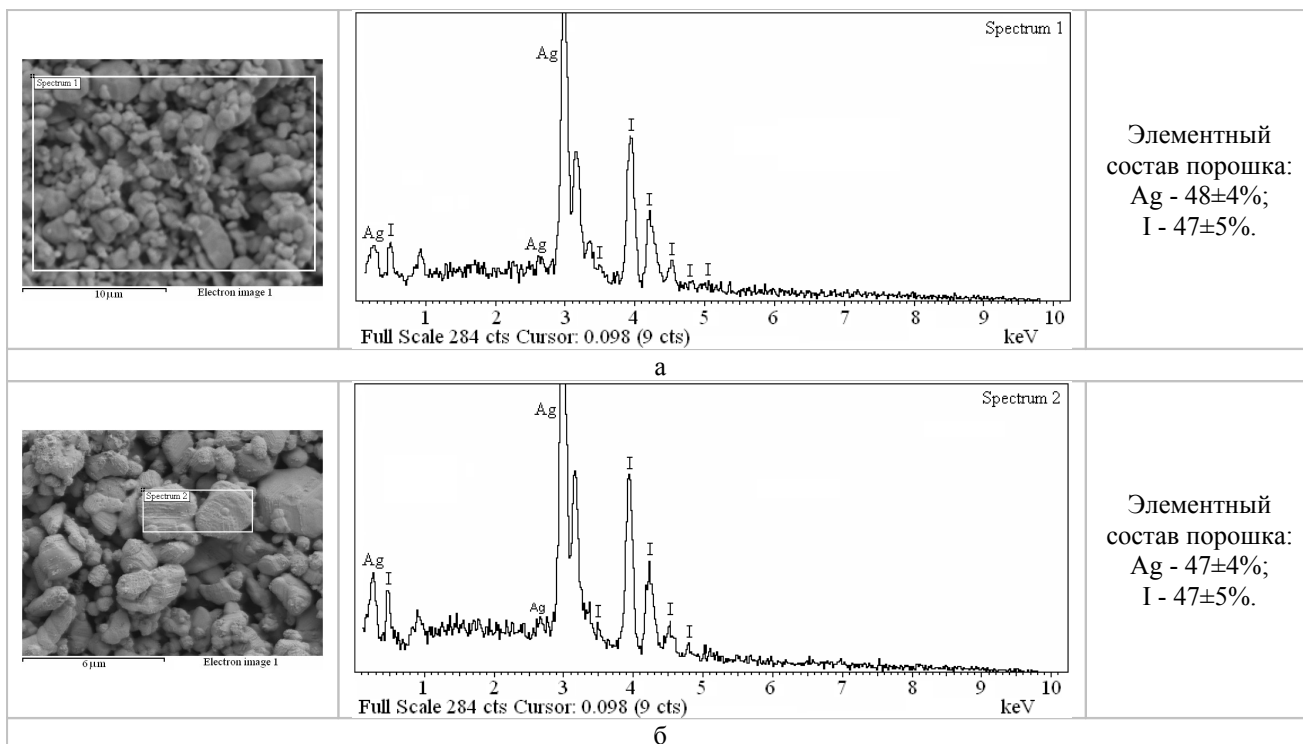 Spectrum 1
10µm
Electron image 1
Spectrum 1
Ag
I
I
Ag
I
Ag
I
I
I
I
1 2 3 4 5 6 7 8 9 10
Full Scale 284 cts Cursor: 0.098 (9 cts)
keV
Элементный
состав порошка:
Ag - 48±4%;
I - 47±5%.
а
Spectrum 2
6µm
Electron image 1
Spectrum 2
Ag
I
I
Ag
I
Ag
I
I
I
1 2 3 4 5 6 7 8 9 10
Full Scale 284 cts Cursor: 0.098 (9 cts)
keV
Элементный
состав порошка:
Ag - 47±4%;
I - 47±5%.
б